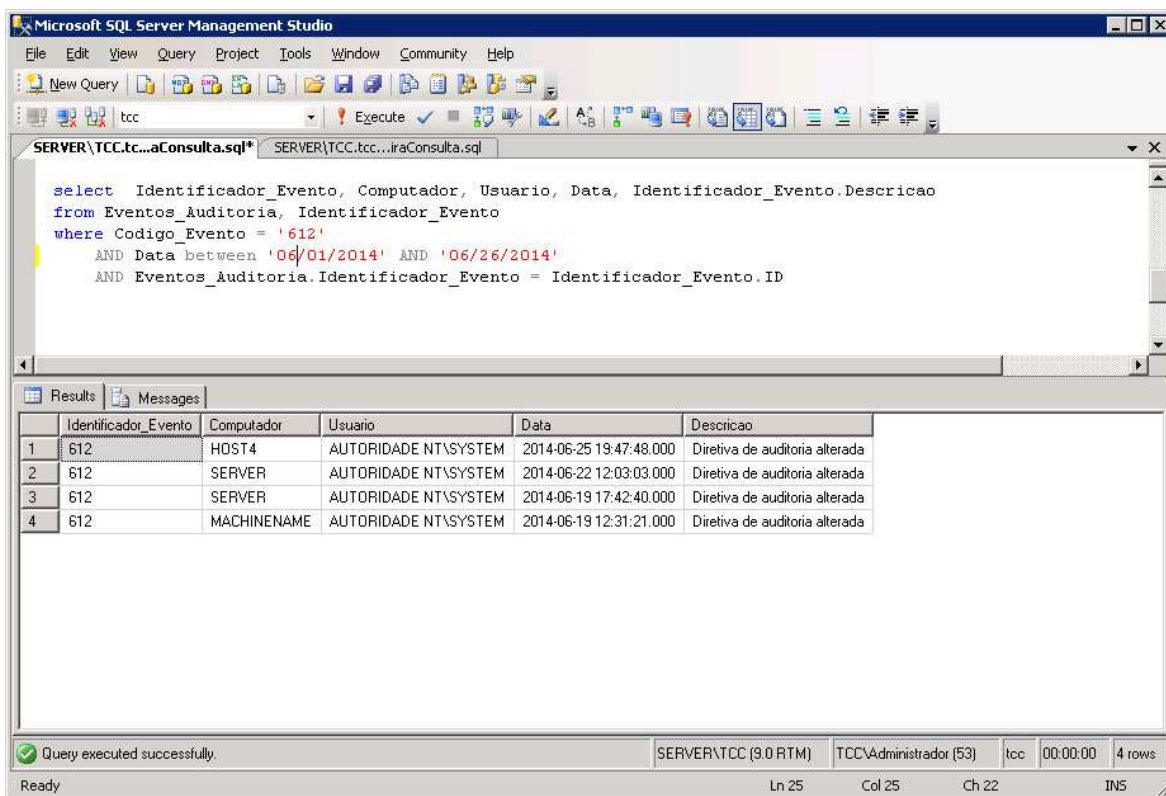 Microsoft SQL Server Management Studio
File Edit View Query Project Tools Window Community Help
New Query
tcc Execute
SERVER\TCC.tc...aConsulta.sql* SERVER\TCC.tcc...iraConsulta.sql
select Identificador_Evento, Computador, Usuario, Data, Identificador_Evento.Descricao
from Eventos_Auditoria, Identificador_Evento
where Codigo_Evento = '612'
AND Data between '06/01/2014' AND '06/26/2014'
AND Eventos_Auditoria.Identificador_Evento = Identificador_Evento.ID
Results Messages
Identificador_Evento Computador Usuario Data Descricao
1 612 HOST4 AUTORIDADE NT\SYSTEM 2014-06-25 19:47:48.000 Diretiva de auditoria alterada
2 612 SERVER AUTORIDADE NT\SYSTEM 2014-06-22 12:03:03.000 Diretiva de auditoria alterada
3 612 SERVER AUTORIDADE NT\SYSTEM 2014-06-19 17:42:40.000 Diretiva de auditoria alterada
4 612 MACHINENAME AUTORIDADE NT\SYSTEM 2014-06-19 12:31:21.000 Diretiva de auditoria alterada
Query executed successfully. SERVER\TCC (9.0 RTM) TCC\Administrador (53) tcc 00:00:00 4 rows
Ready Ln 25 Col 25 Ch 22 INS